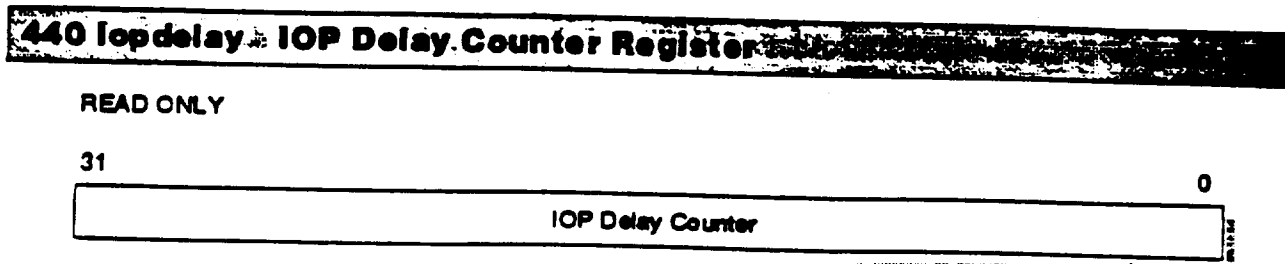 440 iopdelay - IOP Delay Counter Register
READ ONLY
31 0
IOP Delay Counter